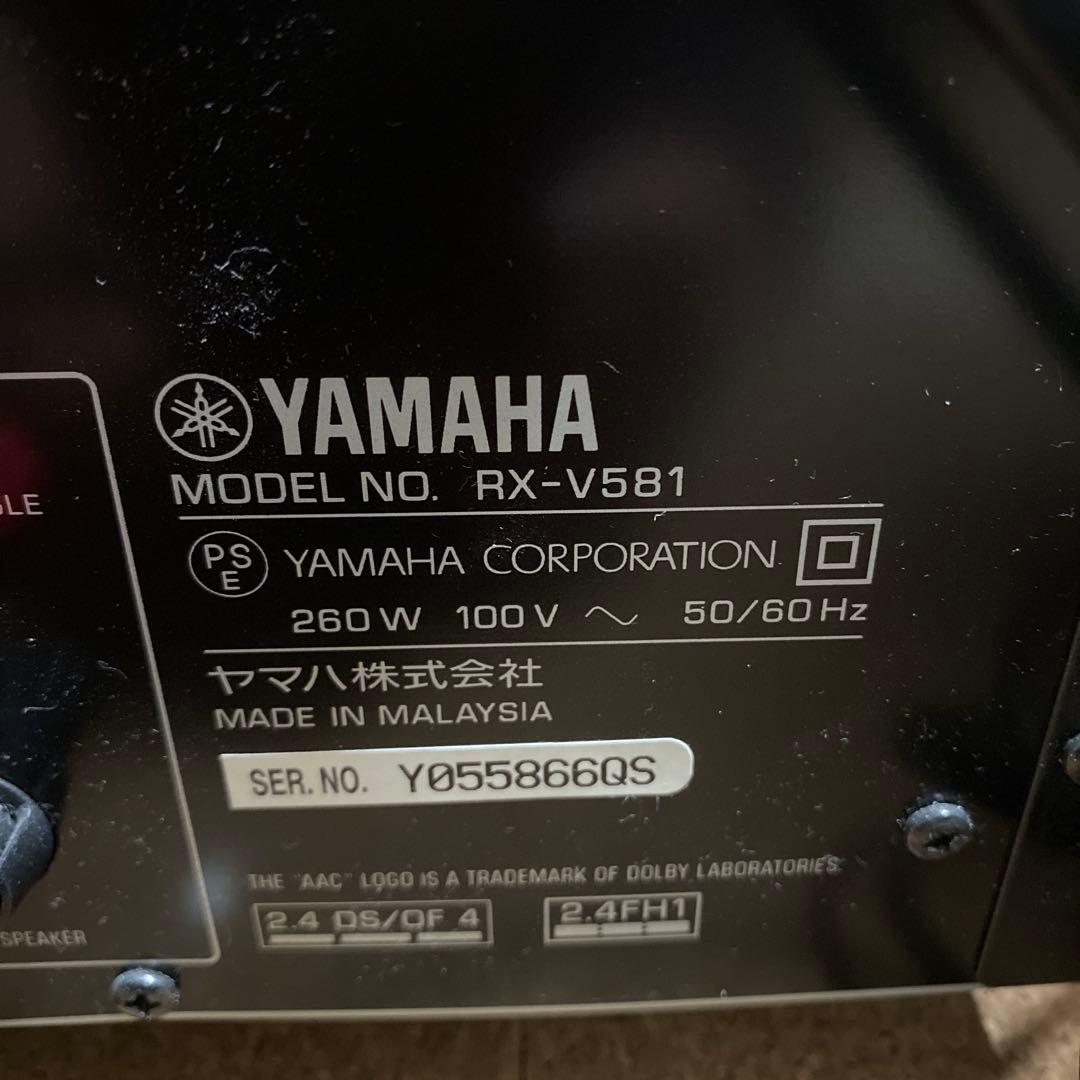 YAMAHA
MODEL NO. RX-V581
PSE YAMAHA CORPORATION
260 W 100 V ～ 50/60 Hz
ヤマハ株式会社
MADE IN MALAYSIA
SER. NO. Y055866QS
THE "AAC" LOGO IS A TRADEMARK OF DOLBY LABORATORIES.
2.4 DS/OF 4 2.4FH1
SPEAKER